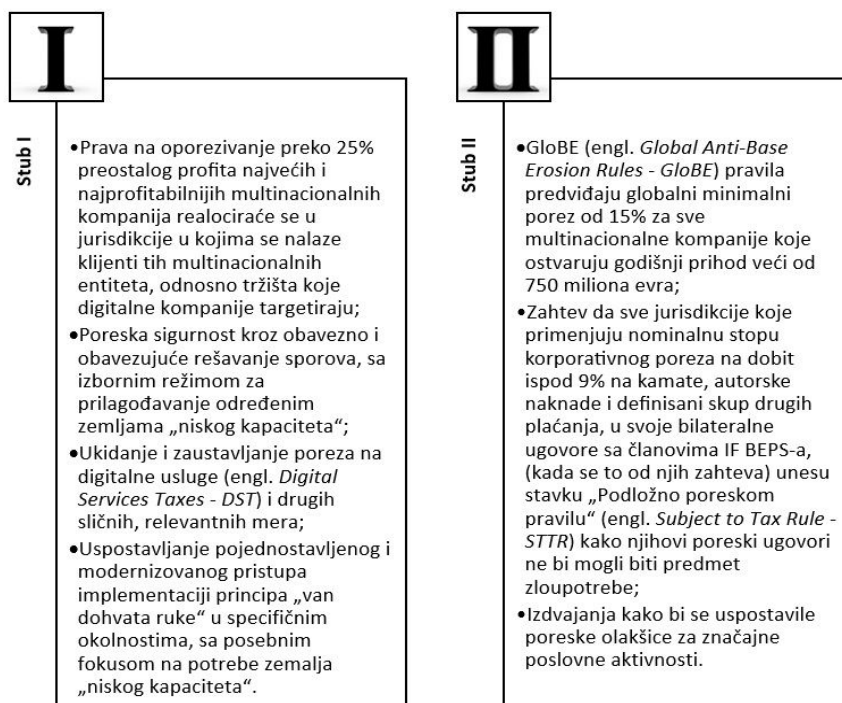 I
Stub I
•Prava na oporezivanje preko 25%
preostalog profita najvećih i
najprofitabilnijih multinacionalnih
kompanija realociraće se u
jurisdikcije u kojima se nalaze
klijenti tih multinacionalnih
entiteta, odnosno tržišta koje
digitalne kompanije targetiraju;
•Poreska sigurnost kroz obavezno i
obavezujuće rešavanje sporova, sa
izbornim režimom za
prilagođavanje određenim
zemljama „niskog kapaciteta“;
•Ukidanje i zaustavljanje poreza na
digitalne usluge (engl. Digital
Services Taxes - DST) i drugih
sličnih, relevantnih mera;
•Uspostavljanje pojednostavljenog i
modernizovanog pristupa
implementaciji principa „van
dohvata ruke“ u specifičnim
okolnostima, sa posebnim
fokusom na potrebe zemalja
„niskog kapaciteta“.
II
Stub II
•GloBE (engl. Global Anti-Base
Erosion Rules - GloBE) pravila
predviđaju globalni minimalni
porez od 15% za sve
multinacionalne kompanije koje
ostvaruju godišnji prihod veći od
750 miliona evra;
•Zahtev da sve jurisdikcije koje
primenjuju nominalnu stopu
korporativnog poreza na dobit
ispod 9% na kamate, autorske
naknade i definisani skup drugih
plaćanja, u svoje bilateralne
ugovore sa članovima IF BEPS-a,
(kada se to od njih zahteva) unesu
stavku „Podložno poreskom
pravilu“ (engl. Subject to Tax Rule -
STTR) kako njihovi poreski ugovori
ne bi mogli biti predmet
zloupotrebe;
•Izdvajanja kako bi se uspostavile
poreske olakšice za značajne
poslovne aktivnosti.